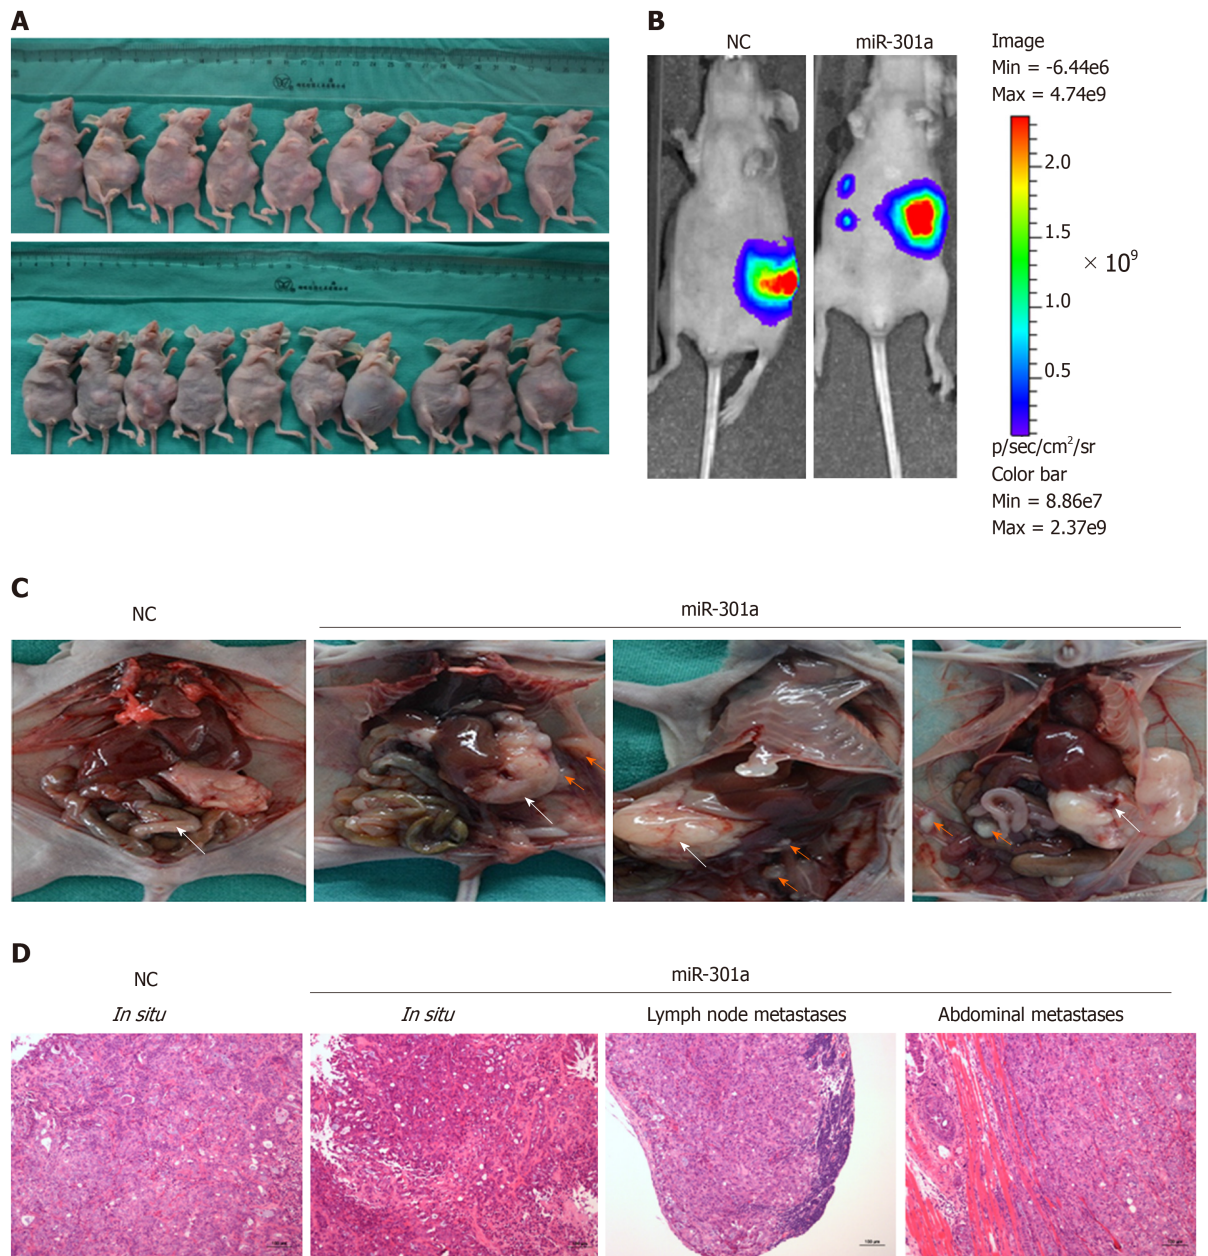 A
B
NC
miR-301a
Image
Min = -6.44e6
Max = 4.74e9
2.0
1.5
× 10⁹
1.0
0.5
p/sec/cm²/sr
Color bar
Min = 8.86e7
Max = 2.37e9
C
NC
miR-301a
D
NC
miR-301a
In situ
In situ
Lymph node metastases
Abdominal metastases
100 μm